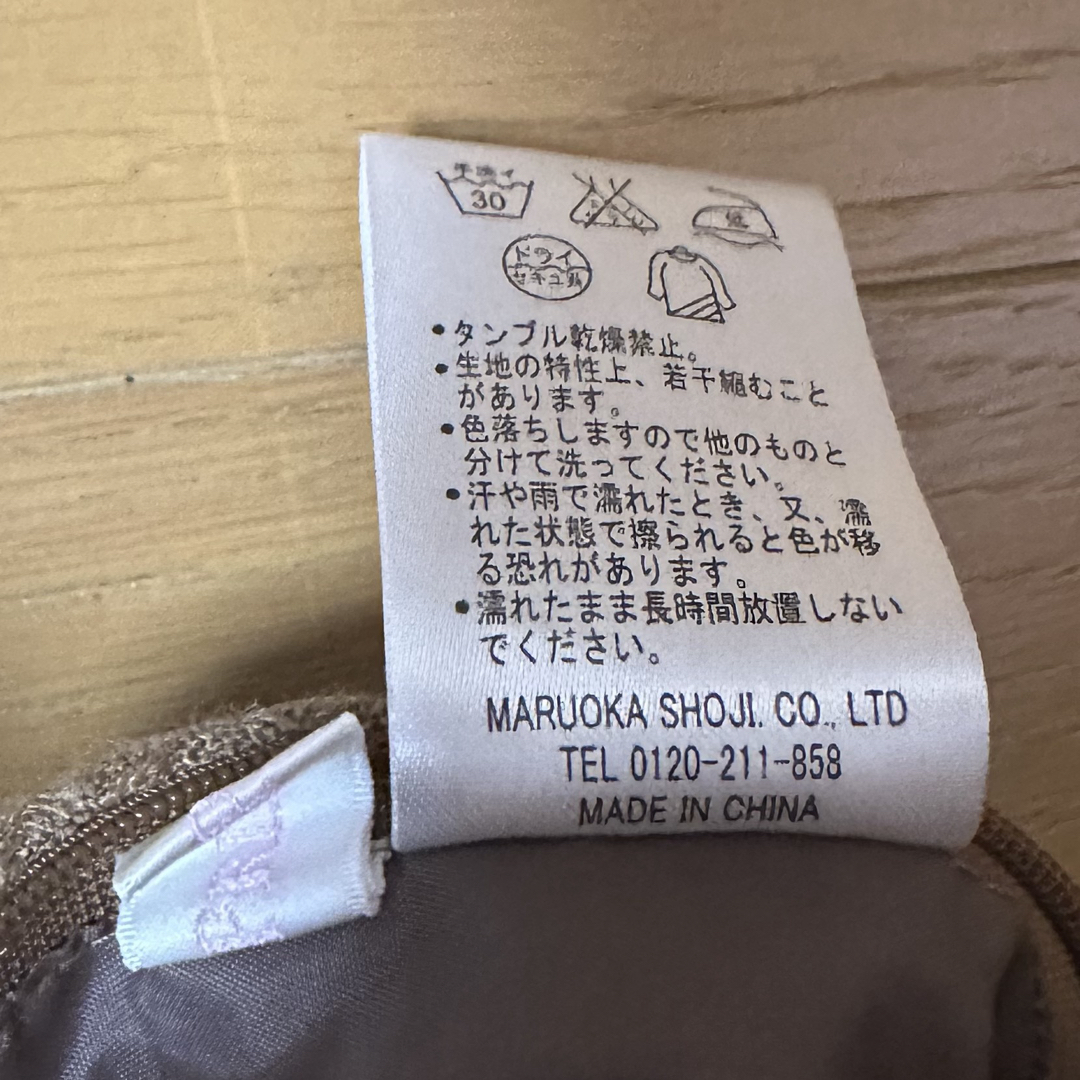 手洗イ
30
低
ドライ
セキユ系
・タンブル乾燥禁止。
・生地の特性上、若干縮むこと
があります。
・色落ちしますので他のものと
分けて洗ってください。
・汗や雨で濡れたとき、又、濡
れた状態で擦られると色が移
る恐れがあります。
・濡れたまま長時間放置しない
でください。
MARUOKA SHOJI. CO., LTD
TEL 0120-211-858
MADE IN CHINA